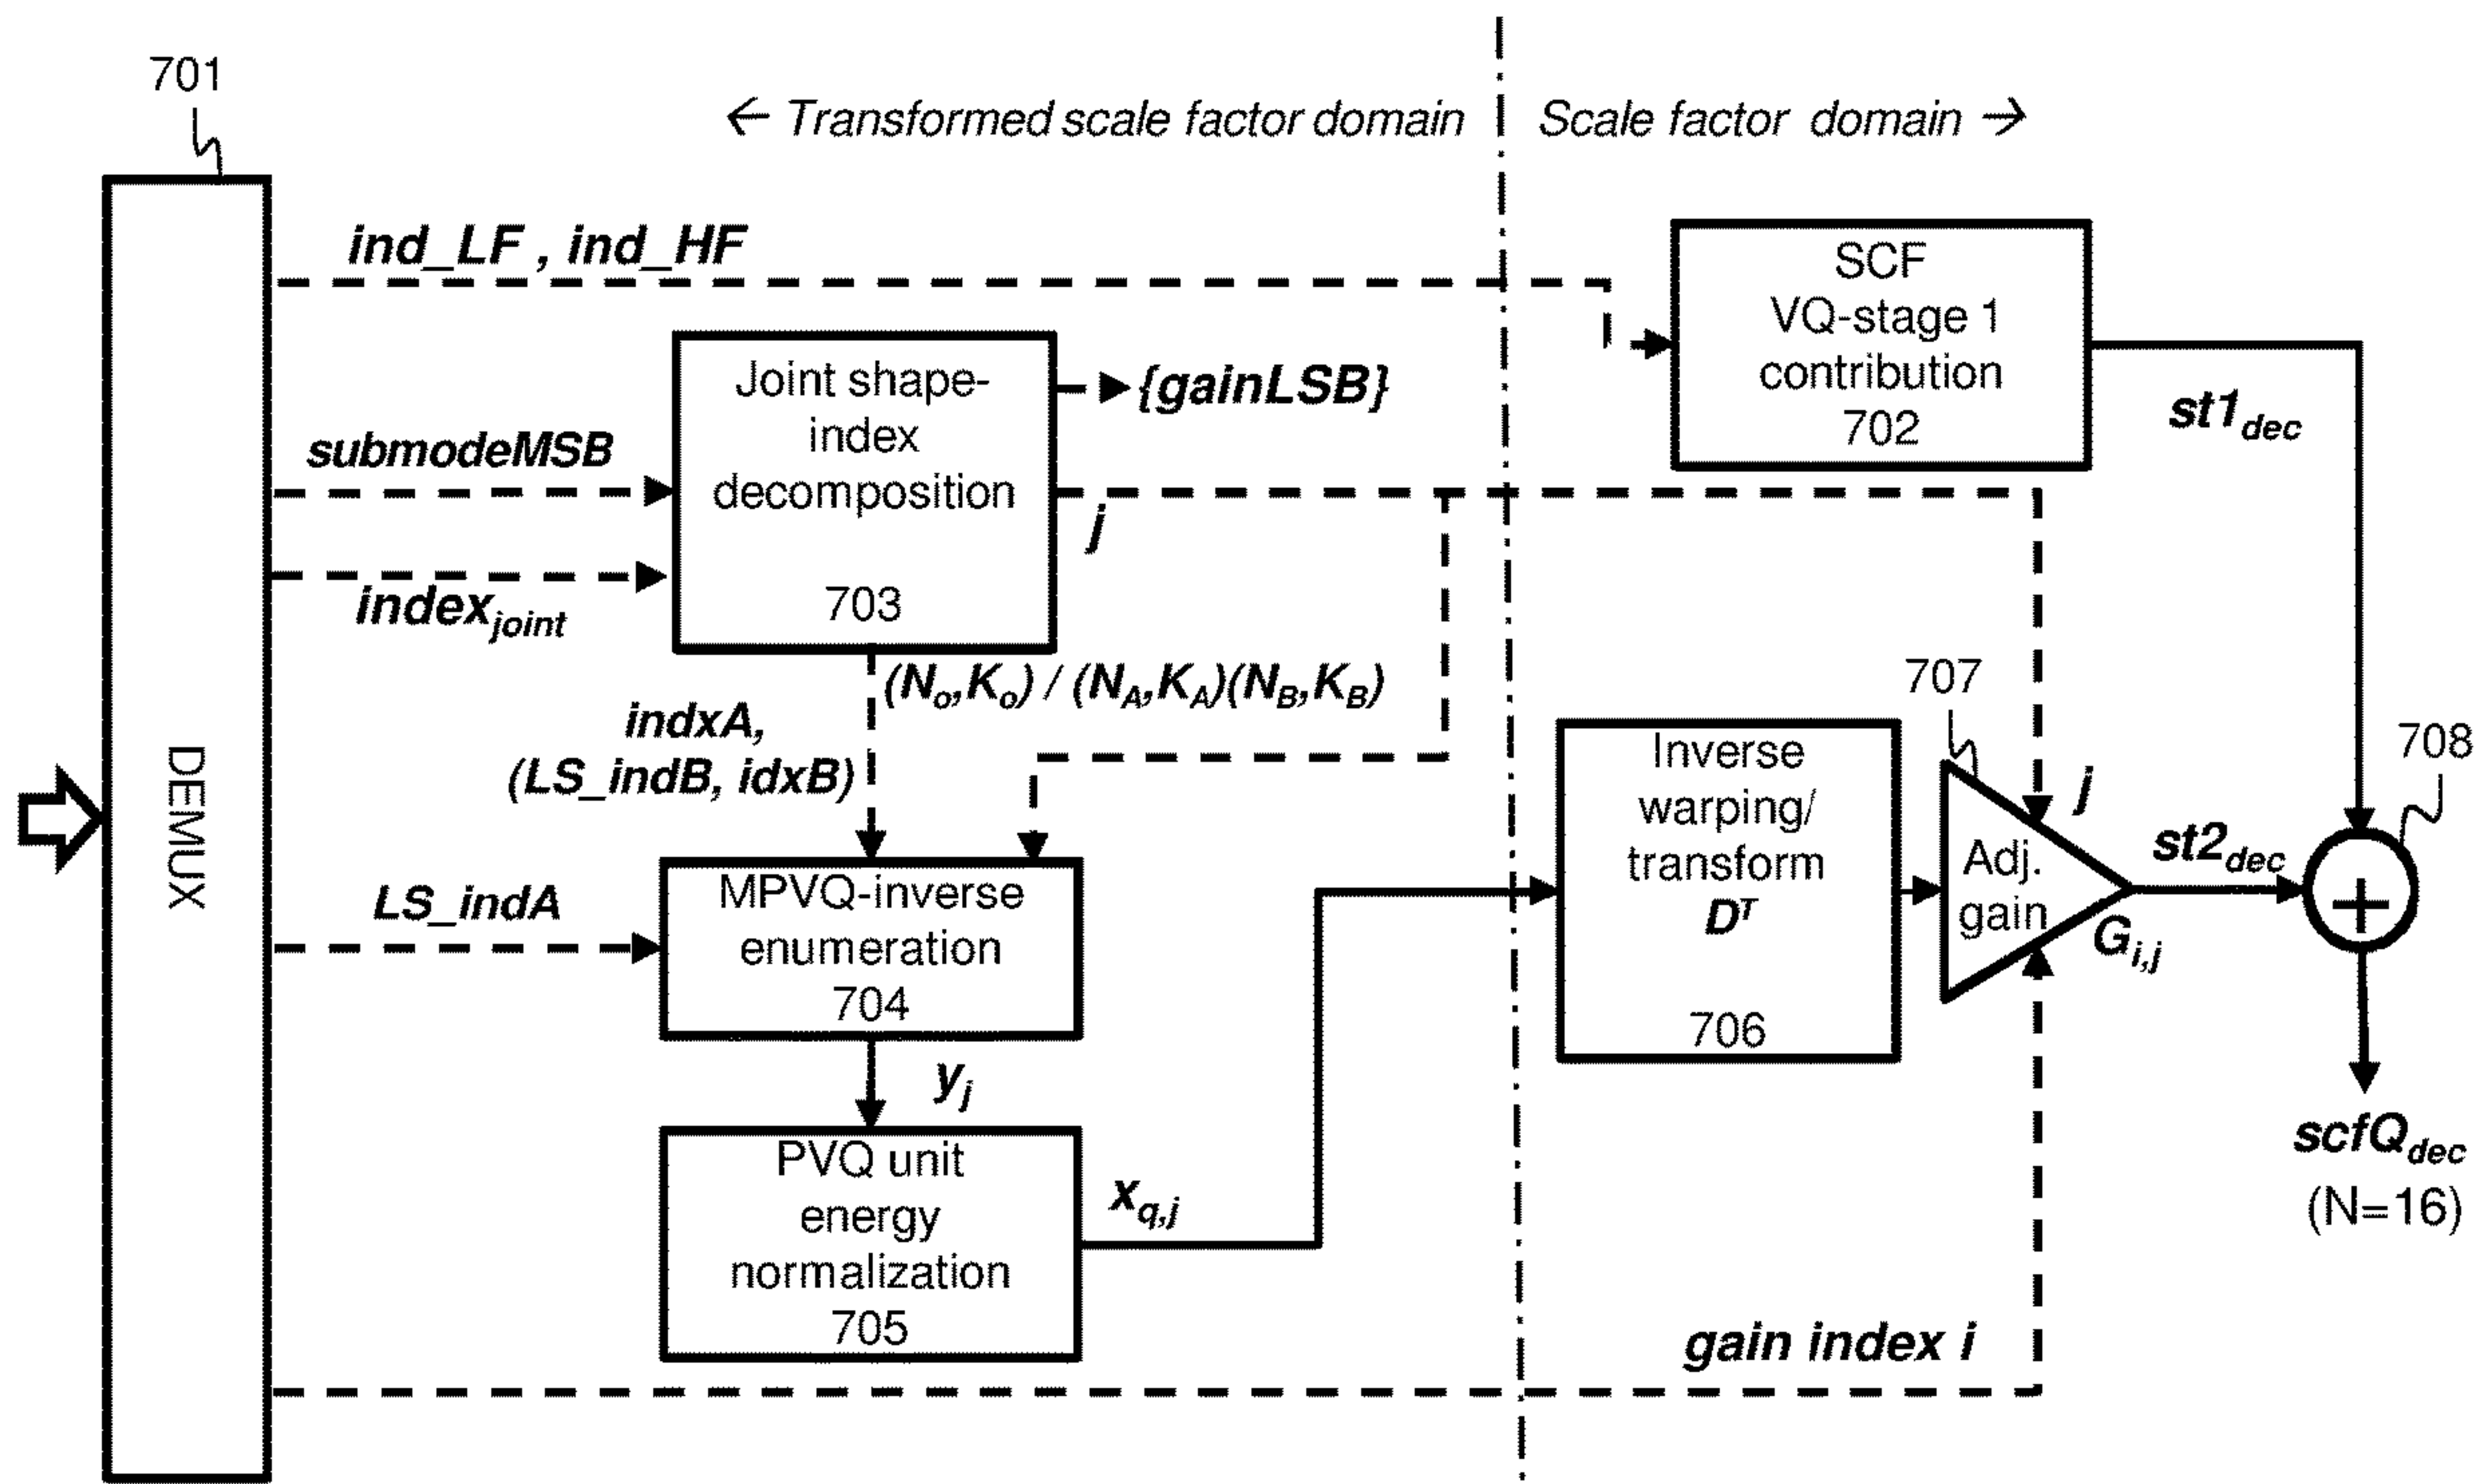 701
← Transformed scale factor domain
Scale factor domain →
ind_LF , ind_HF
SCF
VQ-stage 1
contribution
702
st1dec
Joint shape-
index
decomposition
703
{gainLSB}
submodeMSB
j
indexjoint
(No,Ko) / (NA,KA)(NB,KB)
indxA,
(LS_indB, idxB)
DEMUX
LS_indA
MPVQ-inverse
enumeration
704
yj
PVQ unit
energy
normalization
705
xq,j
Inverse
warping/
transform
DT
706
707
j
Adj.
gain
Gi,j
st2dec
708
+
scfQdec
(N=16)
gain index i